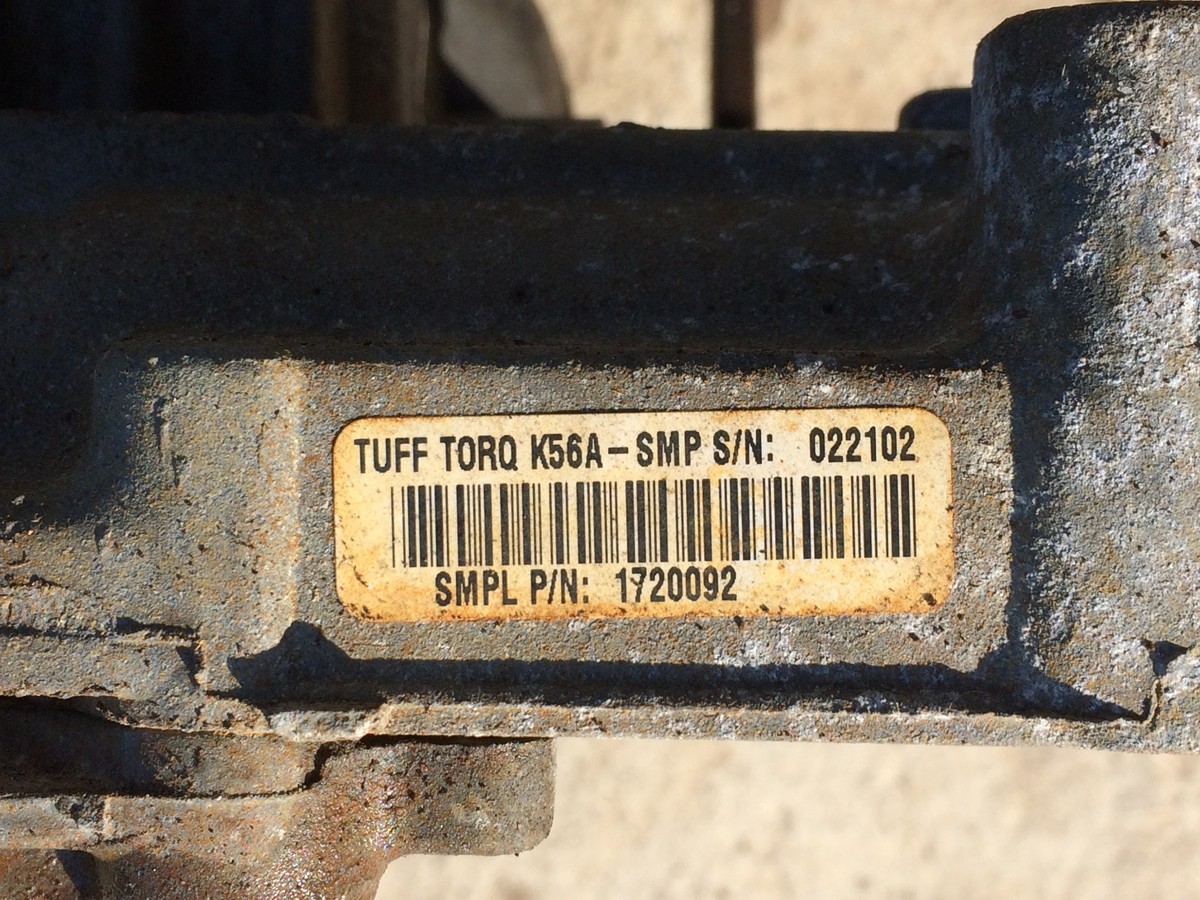 TUFF TORQ K56A-SMP S/N: 022102
SMPL P/N: 1720092